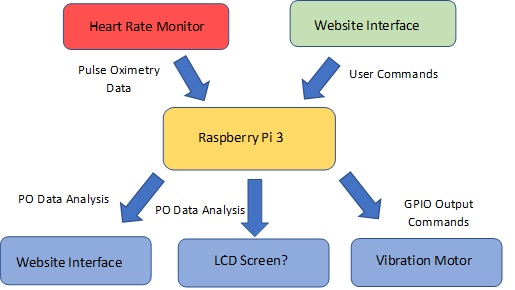 Heart Rate Monitor
Website Interface
Pulse Oximetry
Data
User Commands
Raspberry Pi 3
PO Data Analysis
PO Data Analysis
GPIO Output
Commands
Website Interface
LCD Screen?
Vibration Motor